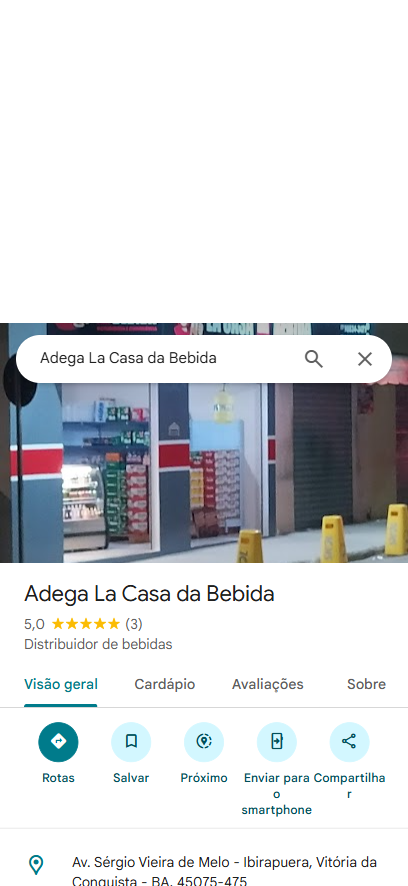 Adega La Casa da Bebida
Adega La Casa da Bebida
5,0 ★★★★★ (3)
Distribuidor de bebidas
Visão geral Cardápio Avaliações Sobre
Rotas Salvar Próximo Enviar para o smartphone Compartilhar
Av. Sérgio Vieira de Melo - Ibirapuera, Vitória da
Conquista - BA, 45075-475